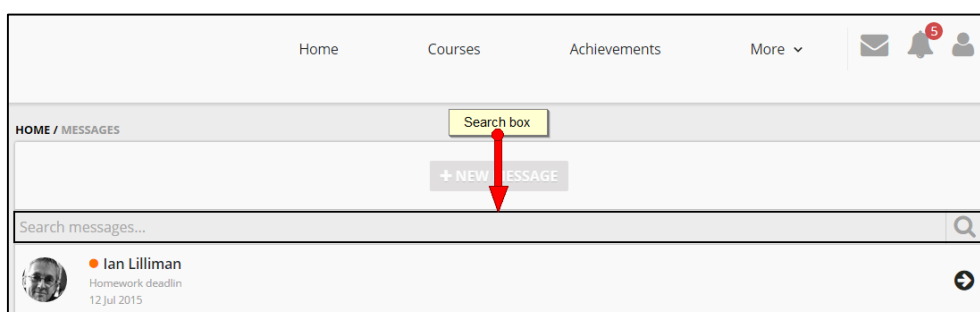 Home Courses Achievements More 5
HOME / MESSAGES
Search box
+ NEW MESSAGE
Search messages...
Ian Lilliman
Homework deadlin
12 Jul 2015